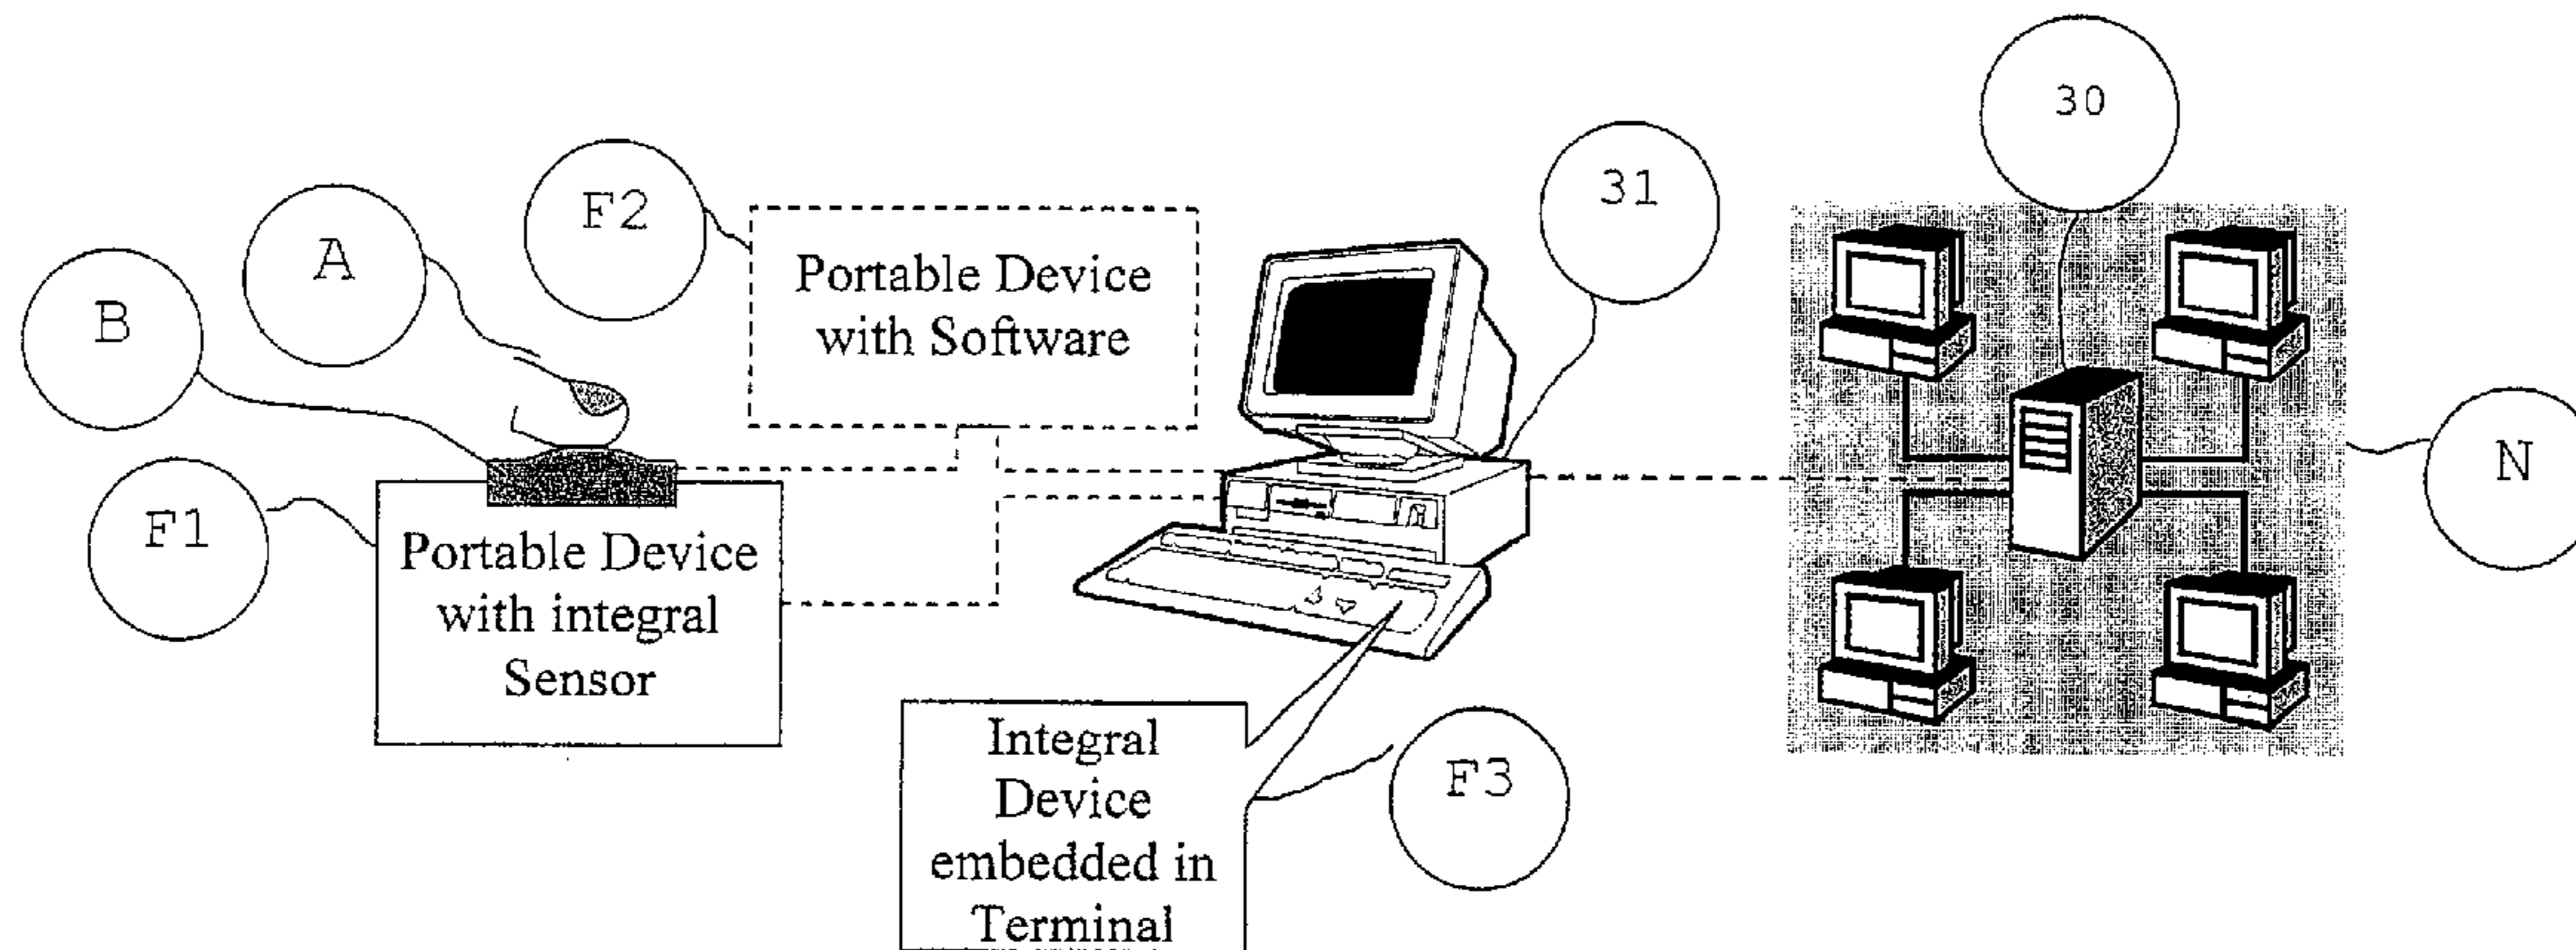 30
31
F2
A
Portable Device
with Software
B
N
F1
Portable Device
with integral
Sensor
Integral
Device
embedded in
Terminal
F3